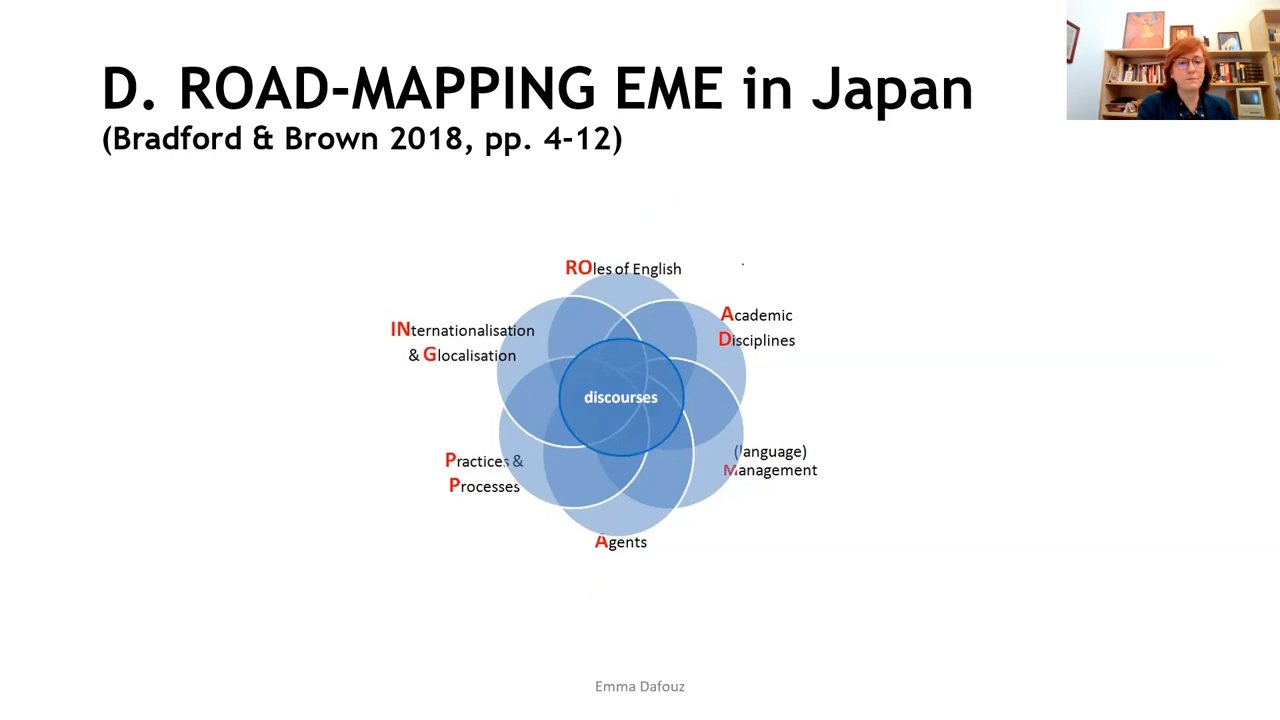 D. ROAD-MAPPING EME in Japan
(Bradford & Brown 2018, pp. 4-12)
ROles of English
Academic
Disciplines
INternationalisation
& Glocalisation
discourses
(language)
Management
Practices &
Processes
Agents
Emma Dafouz